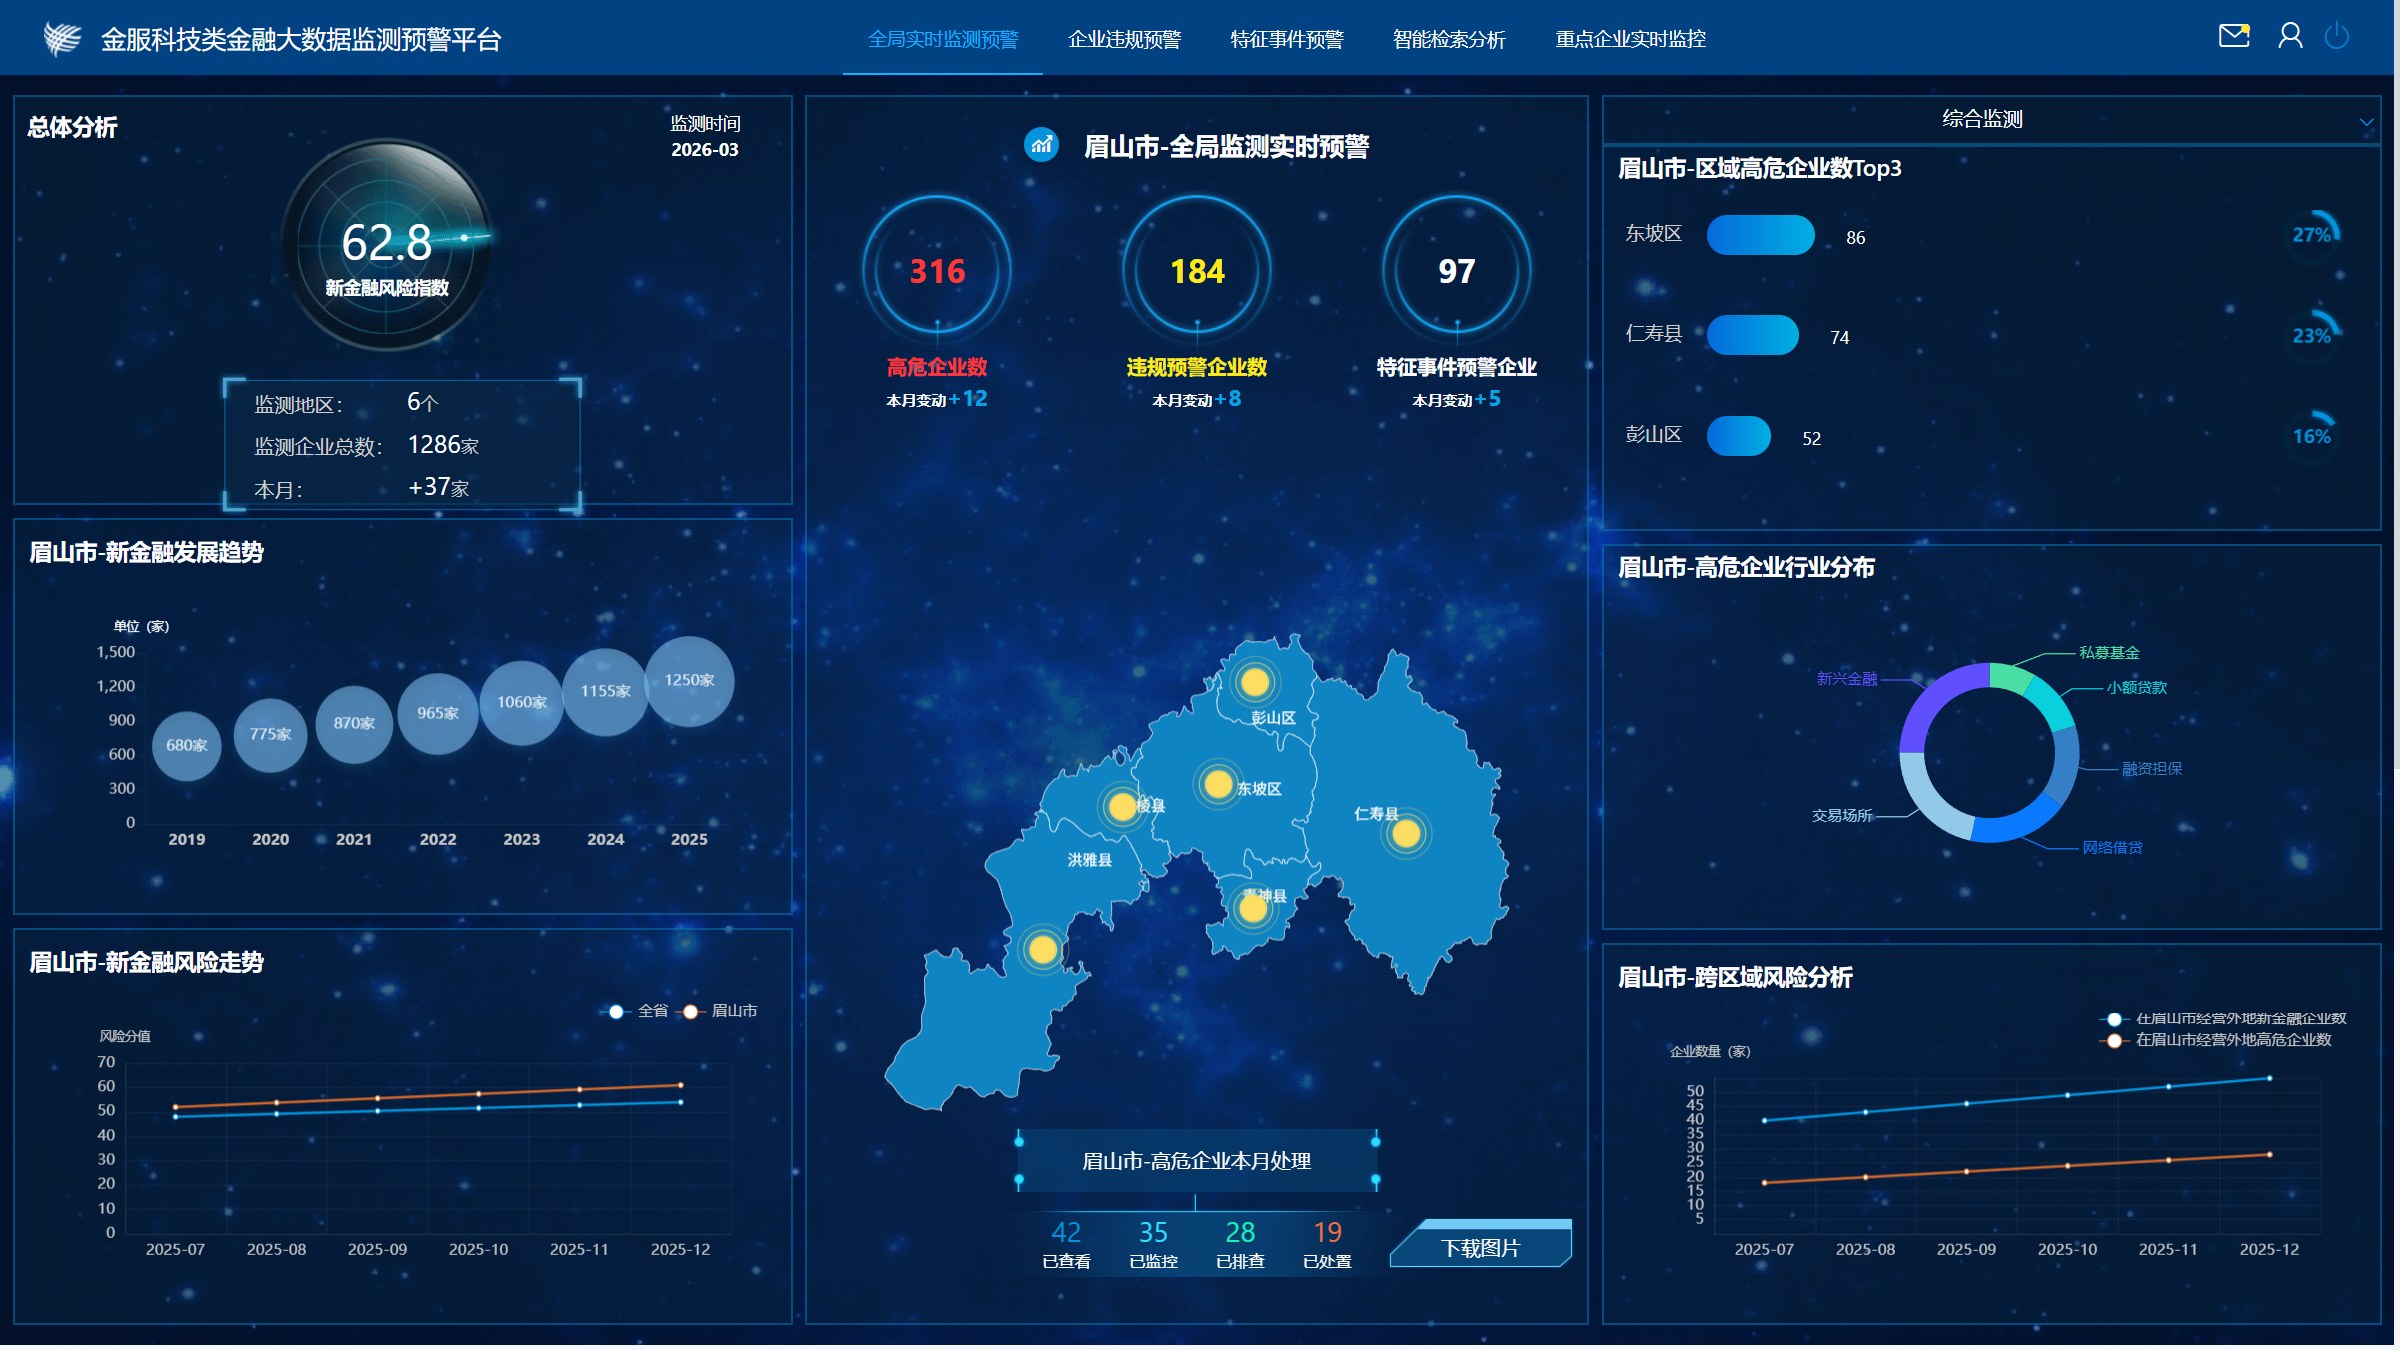 金服科技类金融大数据监测预警平台
全局实时监测预警
企业违规预警
特征事件预警
智能检索分析
重点企业实时监控
总体分析
监测时间
2026-03
62.8
新金融风险指数
监测地区: 6个
监测企业总数: 1286家
本月: +37家
眉山市-新金融发展趋势
单位（家）
1,500
1,200
900
600
300
0
680家
775家
870家
965家
1060家
1155家
1250家
2019
2020
2021
2022
2023
2024
2025
眉山市-新金融风险走势
全省
眉山市
风险分值
70
60
50
40
30
20
10
0
2025-07
2025-08
2025-09
2025-10
2025-11
2025-12
眉山市-全局监测实时预警
316
184
97
高危企业数
违规预警企业数
特征事件预警企业
本月变动+12
本月变动+8
本月变动+5
彭山区
东坡区
棱县
仁寿县
洪雅县
神县
眉山市-高危企业本月处理
42
35
28
19
已查看
已监控
已排查
已处置
下载图片
综合监测
眉山市-区域高危企业数Top3
东坡区
86
27%
仁寿县
74
23%
彭山区
52
16%
眉山市-高危企业行业分布
私募基金
新兴金融
小额贷款
融资担保
交易场所
网络借贷
眉山市-跨区域风险分析
在眉山市经营外地新金融企业数
在眉山市经营外地高危企业数
企业数量（家）
50
45
40
35
30
25
20
15
10
5
2025-07
2025-08
2025-09
2025-10
2025-11
2025-12